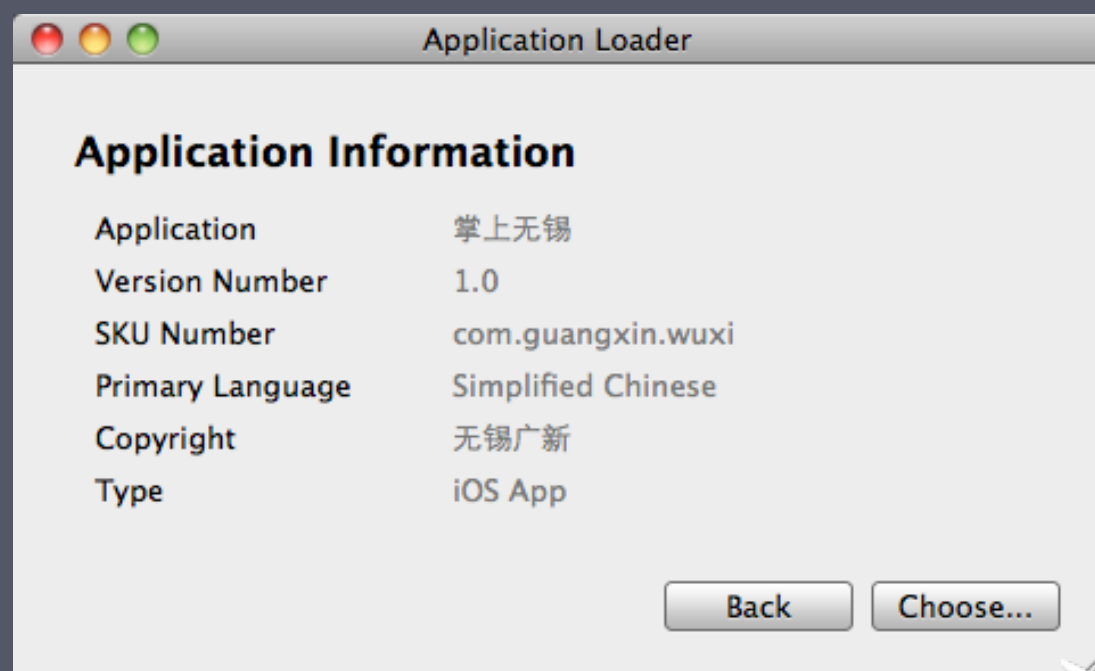 Application Loader
Application Information
Application 掌上无锡
Version Number 1.0
SKU Number com.guangxin.wuxi
Primary Language Simplified Chinese
Copyright 无锡广新
Type iOS App
Back Choose...